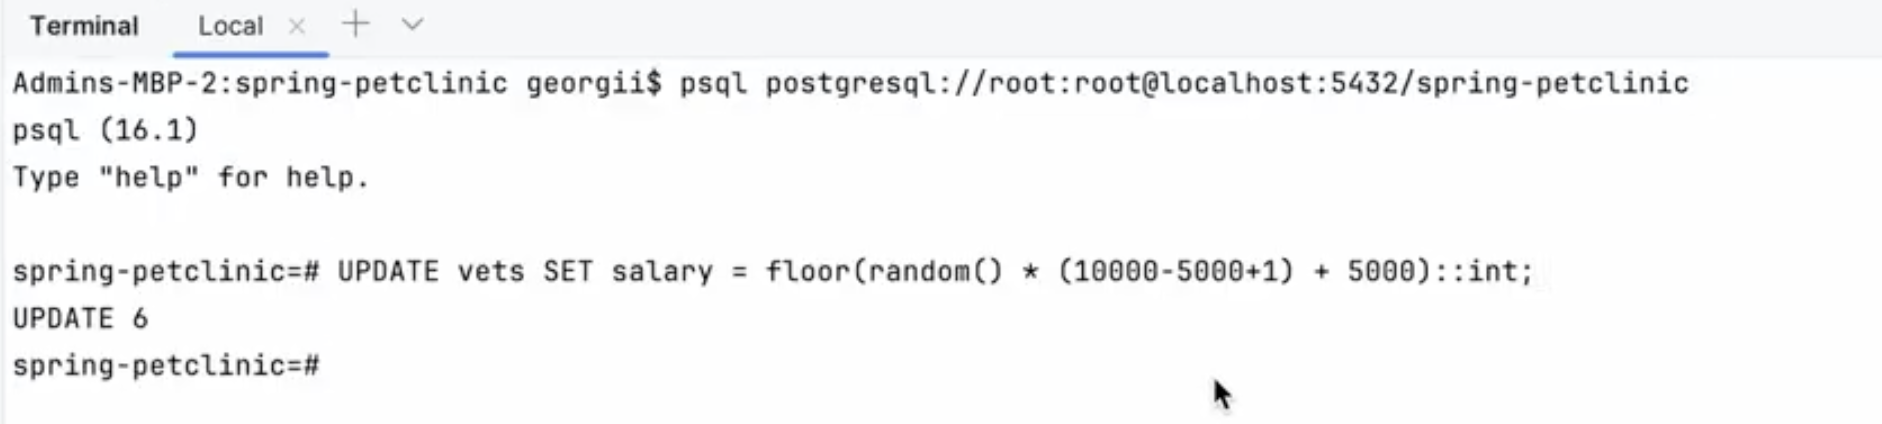 Terminal Local
Admins-MBP-2:spring-petclinic georgii$ psql postgresql://root:root@localhost:5432/spring-petclinic
psql (16.1)
Type "help" for help.
spring-petclinic=# UPDATE vets SET salary = floor(random() * (10000-5000+1) + 5000)::int;
UPDATE 6
spring-petclinic=#